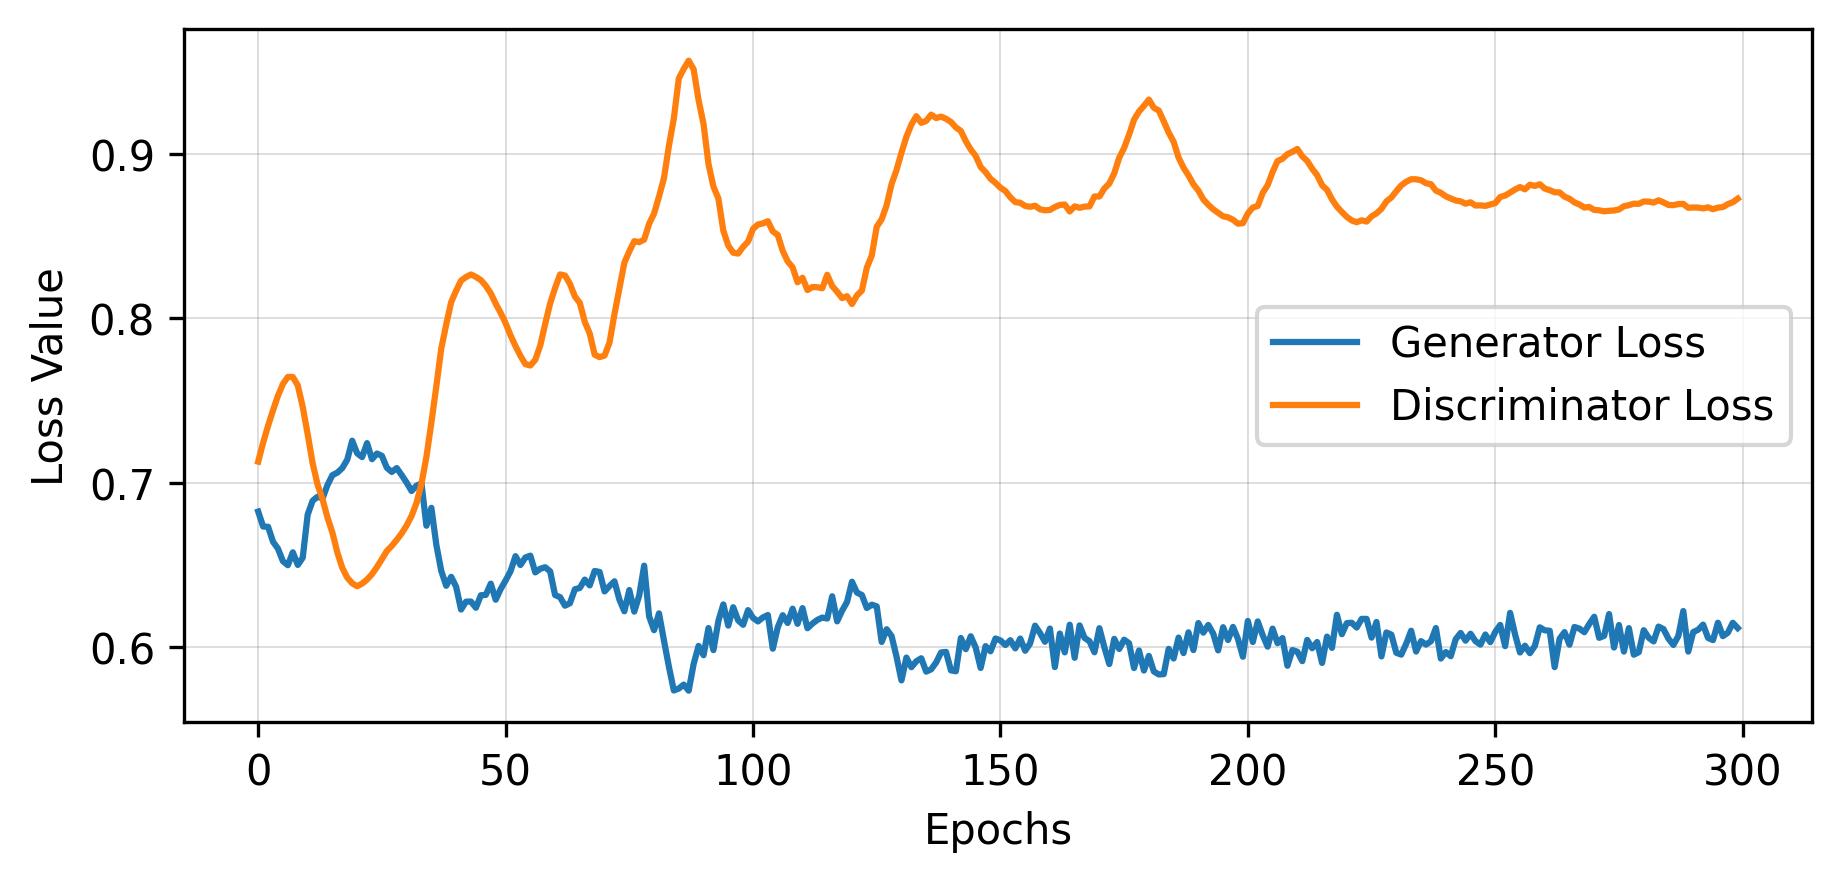 0.9
0.8
0.7
0.6
Loss Value
Generator Loss
Discriminator Loss
0 50 100 150 200 250 300
Epochs